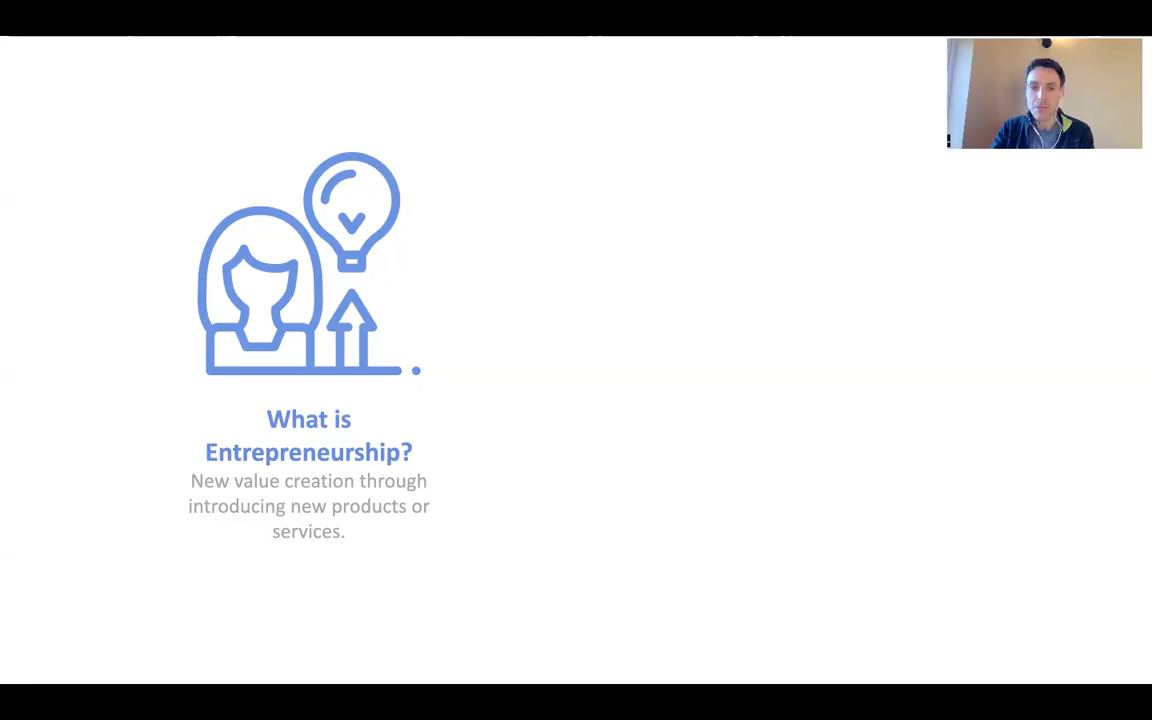 What is
Entrepreneurship?
New value creation through
introducing new products or
services.